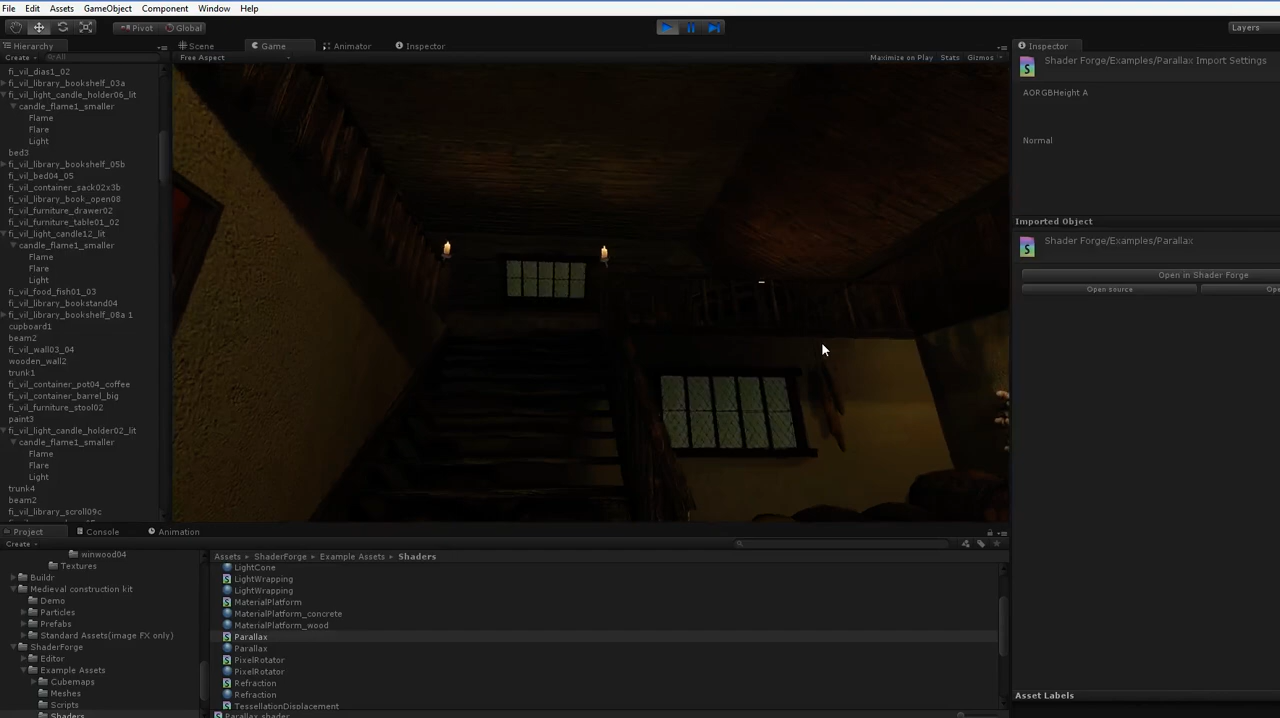 File Edit Assets GameObject Component Window Help
Pivot Global Layers
Hierarchy Scene Game Animator Inspector Inspector
Create All Free Aspect Maximize on Play Stats Gizmos
Shader Forge/Examples/Parallax Import Settings
AORGBHeight A
Normal
Imported Object
Shader Forge/Examples/Parallax
Open in Shader Forge
Open source Ope
Asset Labels
fi_vil_dias1_02
fi_vil_library_bookshelf_03a
fi_vil_light_candle_holder06_lit
candle_flame1_smaller
Flame
Flare
Light
bed3
fi_vil_library_bookshelf_05b
fi_vil_bed04_05
fi_vil_container_sack02x3b
fi_vil_library_book_open08
fi_vil_furniture_drawer02
fi_vil_furniture_table01_02
fi_vil_light_candle12_lit
candle_flame1_smaller
Flame
Flare
Light
fi_vil_food_fish01_03
fi_vil_library_bookstand04
fi_vil_library_bookshelf_08a 1
cupboard1
beam2
fi_vil_wall03_04
wooden_wall2
trunk1
fi_vil_container_pot04_coffee
fi_vil_container_barrel_big
fi_vil_furniture_stool02
paint3
fi_vil_light_candle_holder02_lit
candle_flame1_smaller
Flame
Flare
Light
trunk4
beam2
fi_vil_library_scroll09c
Project Console Animation
Create
winwood04
Textures
Buildr
Medieval construction kit
Demo
Particles
Prefabs
Standard Assets(image FX only)
ShaderForge
Editor
Example Assets
Cubemaps
Meshes
Scripts
Shaders
Assets ▸ ShaderForge ▸ Example Assets ▸ Shaders
LightCone
LightWrapping
LightWrapping
MaterialPlatform
MaterialPlatform_concrete
MaterialPlatform_wood
Parallax
Parallax
PixelRotator
PixelRotator
Refraction
Refraction
TessellationDisplacement
Parallax.shader